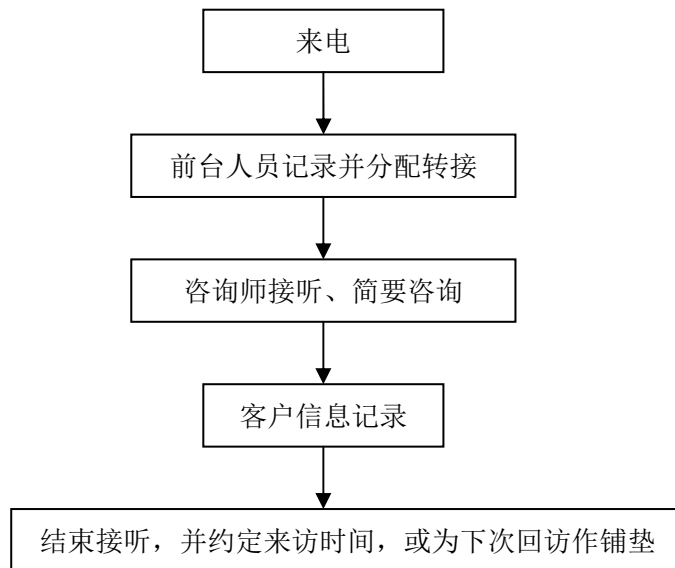 来电
前台人员记录并分配转接
咨询师接听、简要咨询
客户信息记录
结束接听，并约定来访时间，或为下次回访作铺垫